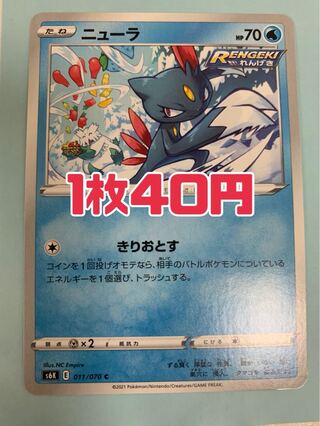 たね
ニューラ
HP70
RENGEKI
れんげき
1枚40円
きりおとす
コインを1回投げオモテなら、相手のバトルポケモンについている
エネルギーを1個選び、トラッシュする。
弱点 ×2 抵抗力 にげる
Illus.NC Empire
s6K E 011/070 C
©2021 Pokémon/Nintendo/Creatures/GAME FREAK.